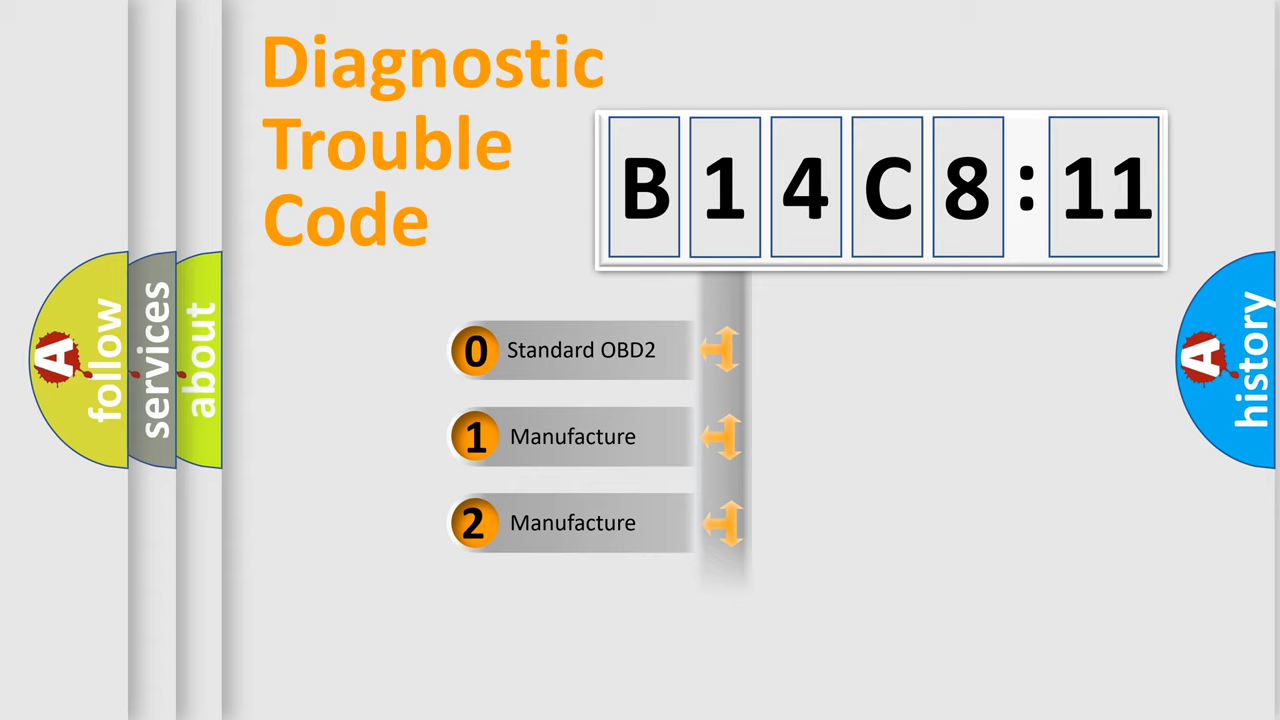 Diagnostic
Trouble
Code
B 1 4 C 8 : 11
0 Standard OBD2
1 Manufacture
2 Manufacture
A follow
services
about
A history